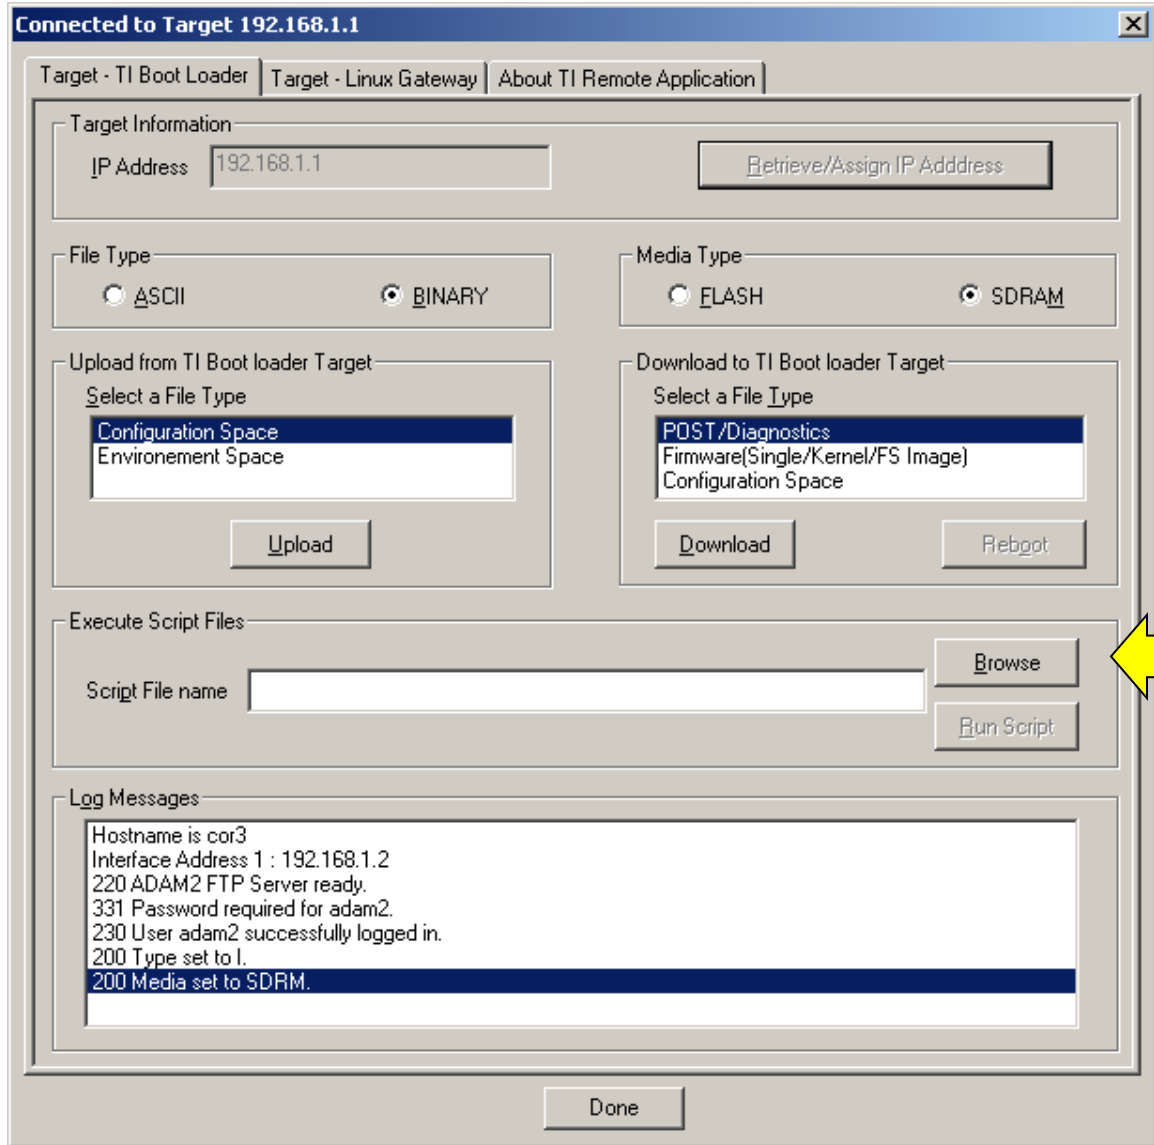 Connected to Target 192.168.1.1
Target - TI Boot Loader
Target - Linux Gateway
About TI Remote Application
Target Information
IP Address
192.168.1.1
Retrieve/Assign IP Adddress
File Type
ASCII
BINARY
Media Type
FLASH
SDRAM
Upload from TI Boot loader Target
Select a File Type
Configuration Space
Environement Space
Upload
Download to TI Boot loader Target
Select a File Type
POST/Diagnostics
Firmware(Single/Kernel/FS Image)
Configuration Space
Download
Reboot
Execute Script Files
Script File name
Browse
Run Script
Log Messages
Hostname is cor3
Interface Address 1 : 192.168.1.2
220 ADAM2 FTP Server ready.
331 Password required for adam2.
230 User adam2 successfully logged in.
200 Type set to I.
200 Media set to SDRM.
Done